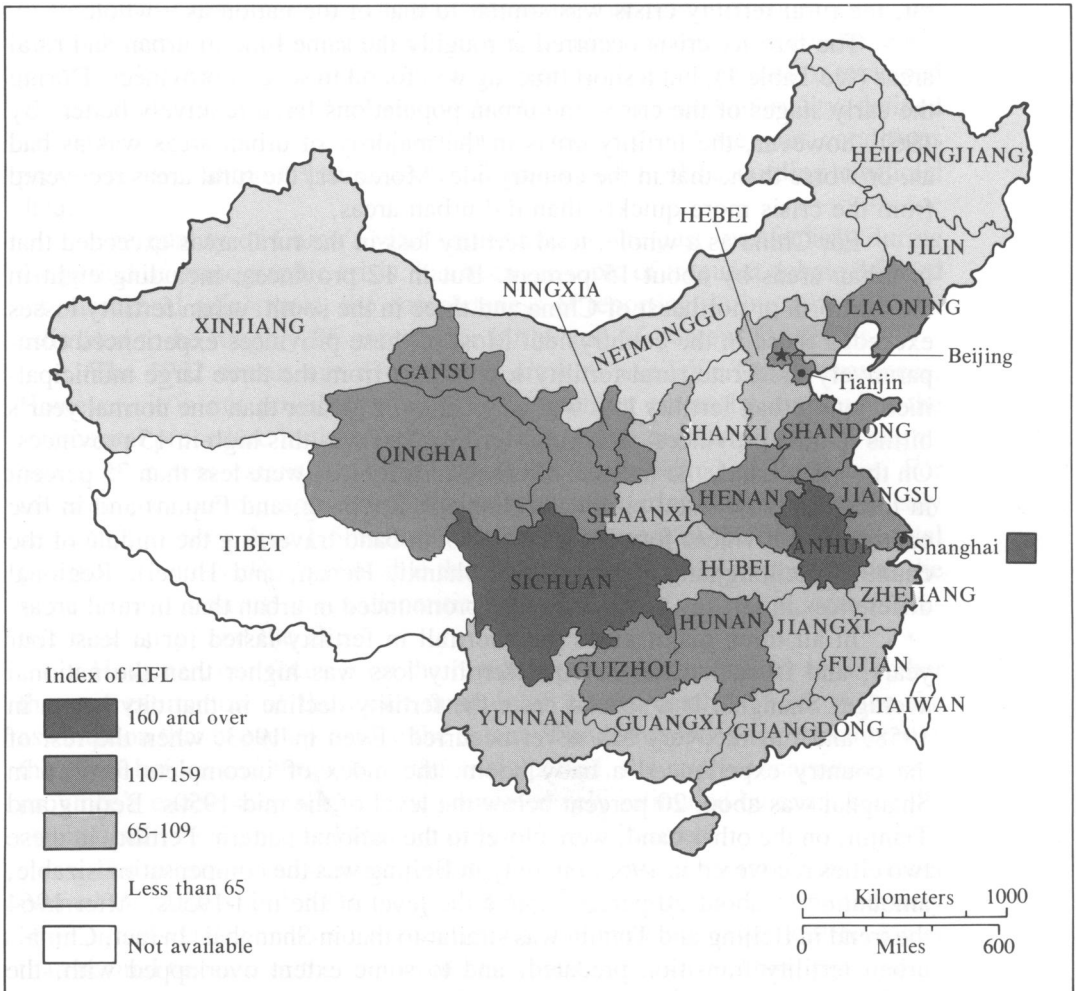 HEILONGJIANG
HEBEI
JILIN
NINGXIA
LIAONING
XINJIANG
NEIMONGGU
Beijing
GANSU
Tianjin
SHANXI
SHANDONG
QINGHAI
HENAN
JIANGSU
SHAANXI
TIBET
ANHUI
Shanghai
HUBEI
SICHUAN
ZHEJIANG
HUNAN
JIANGXI
GUIZHOU
FUJIAN
Index of TFL
TAIWAN
160 and over
YUNNAN
GUANGXI
GUANGDONG
110–159
65–109
Less than 65
0 Kilometers 1000
Not available
0 Miles 600